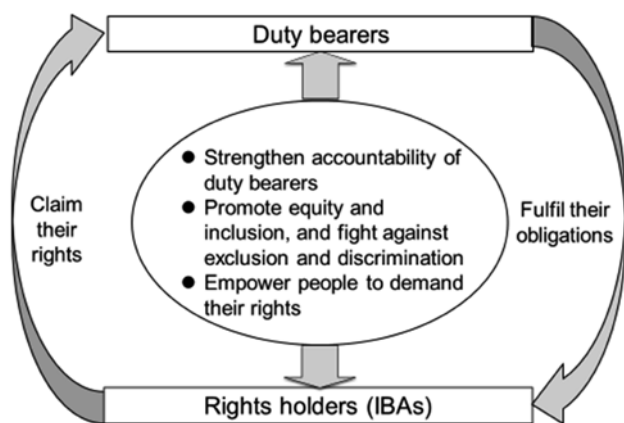 Duty bearers
● Strengthen accountability of
duty bearers
● Promote equity and
inclusion, and fight against
exclusion and discrimination
● Empower people to demand
their rights
Claim
their
rights
Fulfil their
obligations
Rights holders (IBAs)